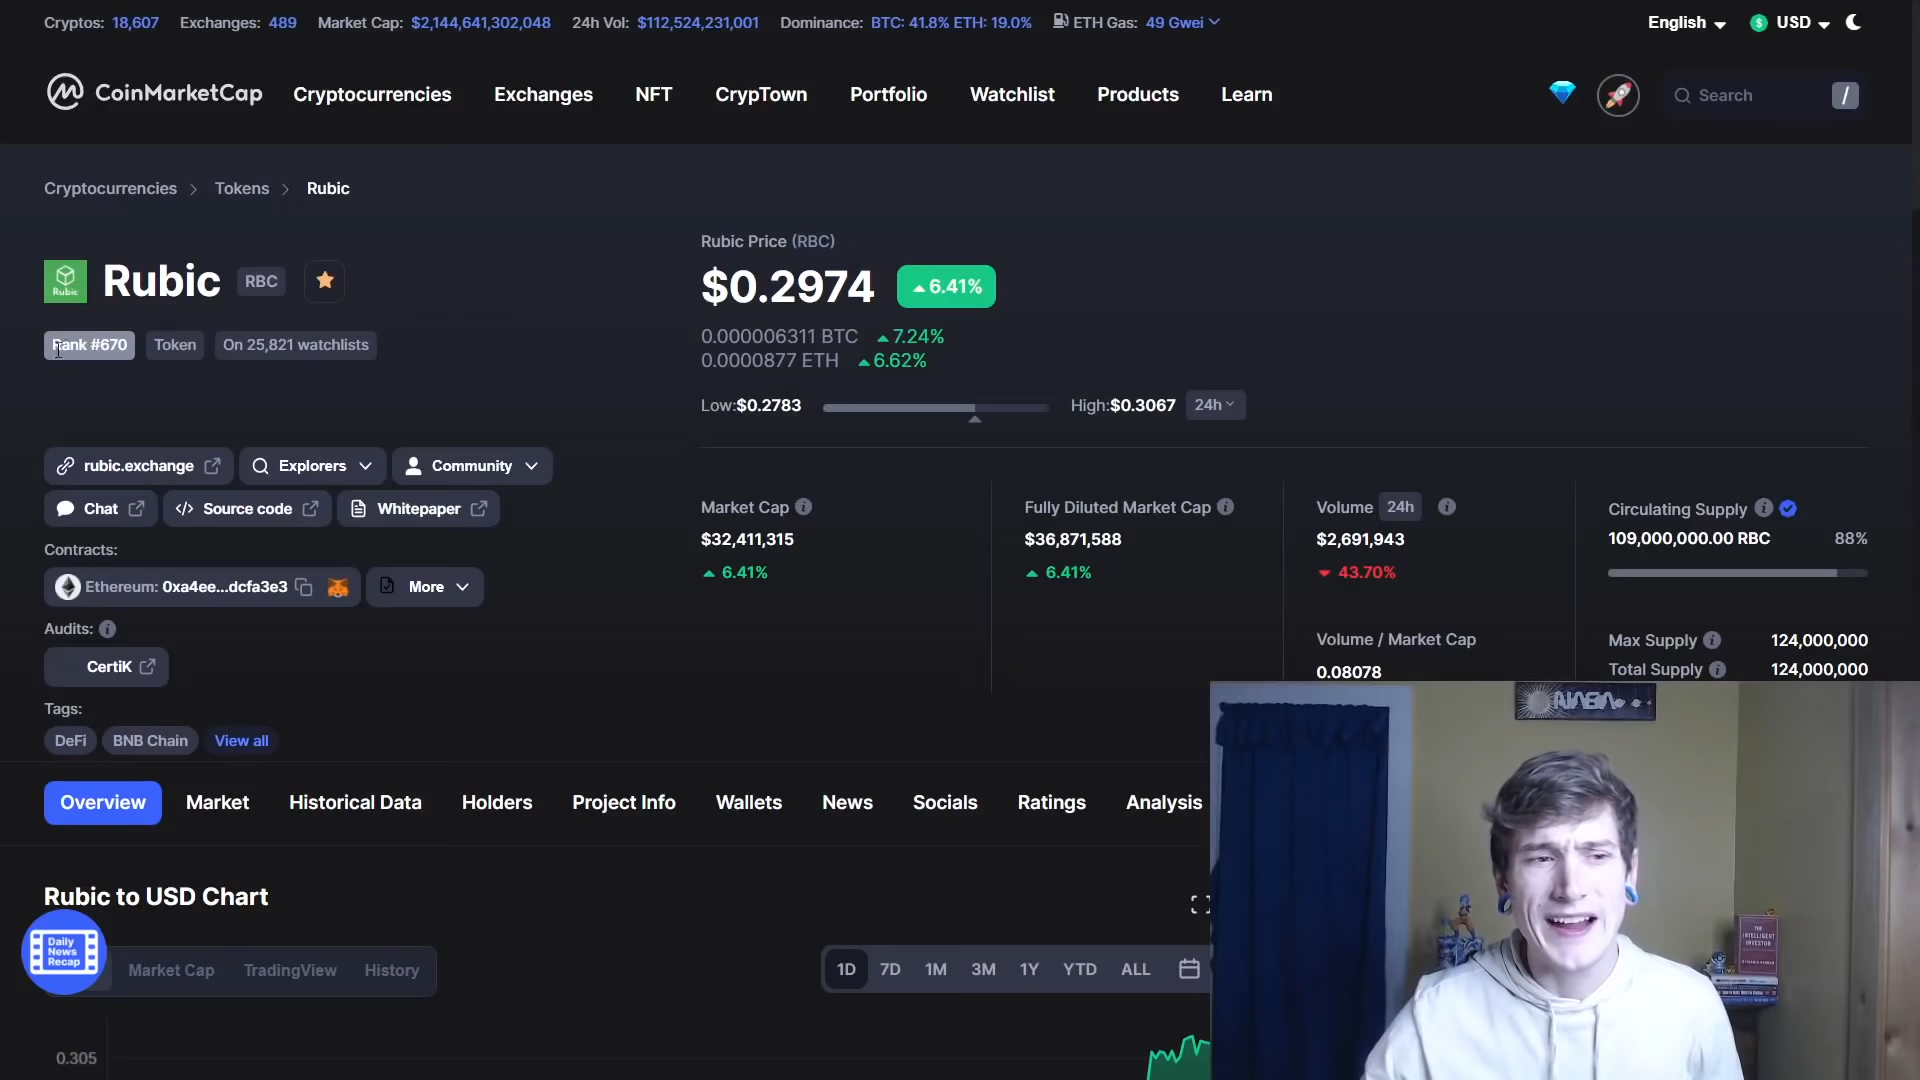 Cryptos: 18,607 Exchanges: 489 Market Cap: $2,144,641,302,048 24h Vol: $112,524,231,001 Dominance: BTC: 41.8% ETH: 19.0% ETH Gas: 49 Gwei English USD
CoinMarketCap Cryptocurrencies Exchanges NFT CrypTown Portfolio Watchlist Products Learn Search /
Cryptocurrencies > Tokens > Rubic
Rubic Price (RBC)
Rubic Rubic RBC $0.2974 6.41%
Rank #670 Token On 25,821 watchlists 0.000006311 BTC 7.24%
0.0000877 ETH 6.62%
Low:$0.2783 High:$0.3067 24h
rubic.exchange Explorers Community
Chat Source code Whitepaper
Market Cap Fully Diluted Market Cap Volume 24h Circulating Supply
$32,411,315 $36,871,588 $2,691,943 109,000,000.00 RBC 88%
6.41% 6.41% 43.70%
Contracts:
Ethereum: 0xa4ee...dcfa3e3 More
Audits:
CertiK
Volume / Market Cap Max Supply 124,000,000
0.08078 Total Supply 124,000,000
Tags:
DeFi BNB Chain View all
NASA
Overview Market Historical Data Holders Project Info Wallets News Socials Ratings Analysis
Rubic to USD Chart
Daily
News
Recap
Market Cap TradingView History 1D 7D 1M 3M 1Y YTD ALL
THE
INTELLIGENT
INVESTOR
0.305